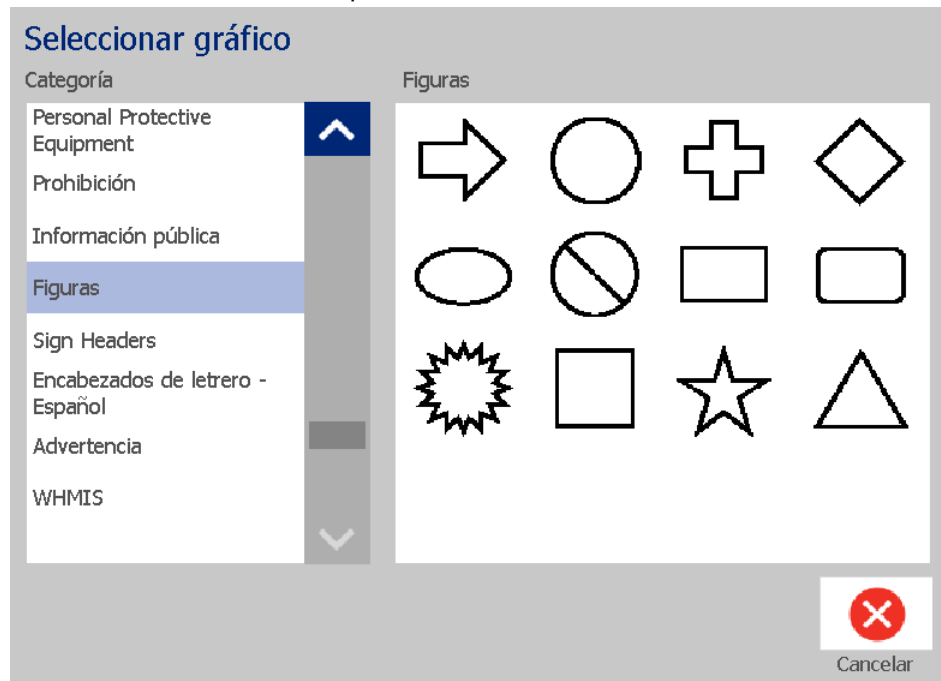 Seleccionar gráfico
Categoría
Figuras
Personal Protective
Equipment
Prohibición
Información pública
Figuras
Sign Headers
Encabezados de letrero -
Español
Advertencia
WHMIS
Cancelar